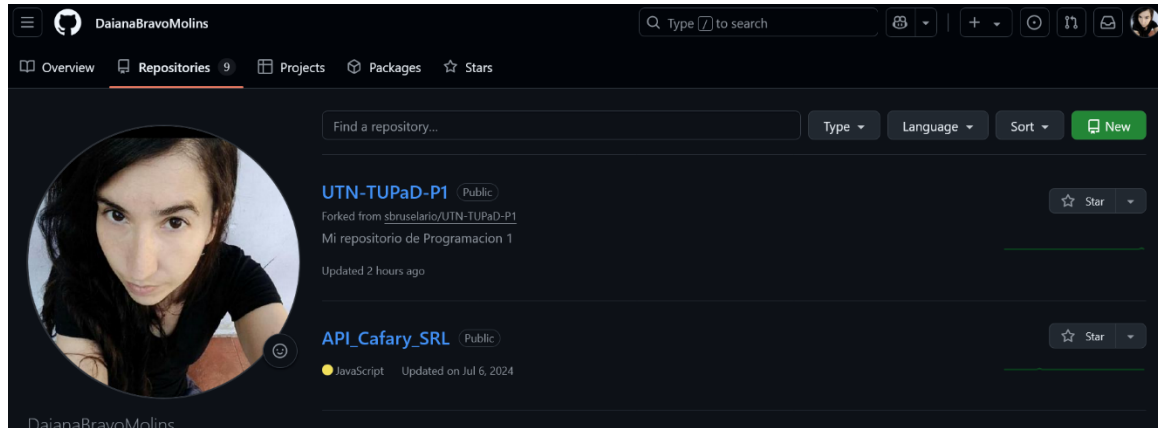 DaianaBravoMolins
Type / to search
Overview Repositories 9 Projects Packages Stars
Find a repository...
Type Language Sort New
UTN-TUPaD-P1 Public
Star
Forked from sbruselario/UTN-TUPaD-P1
Mi repositorio de Programacion 1
Updated 2 hours ago
API_Cafary_SRL Public
Star
JavaScript Updated on Jul 6, 2024
DaianaBravoMolins